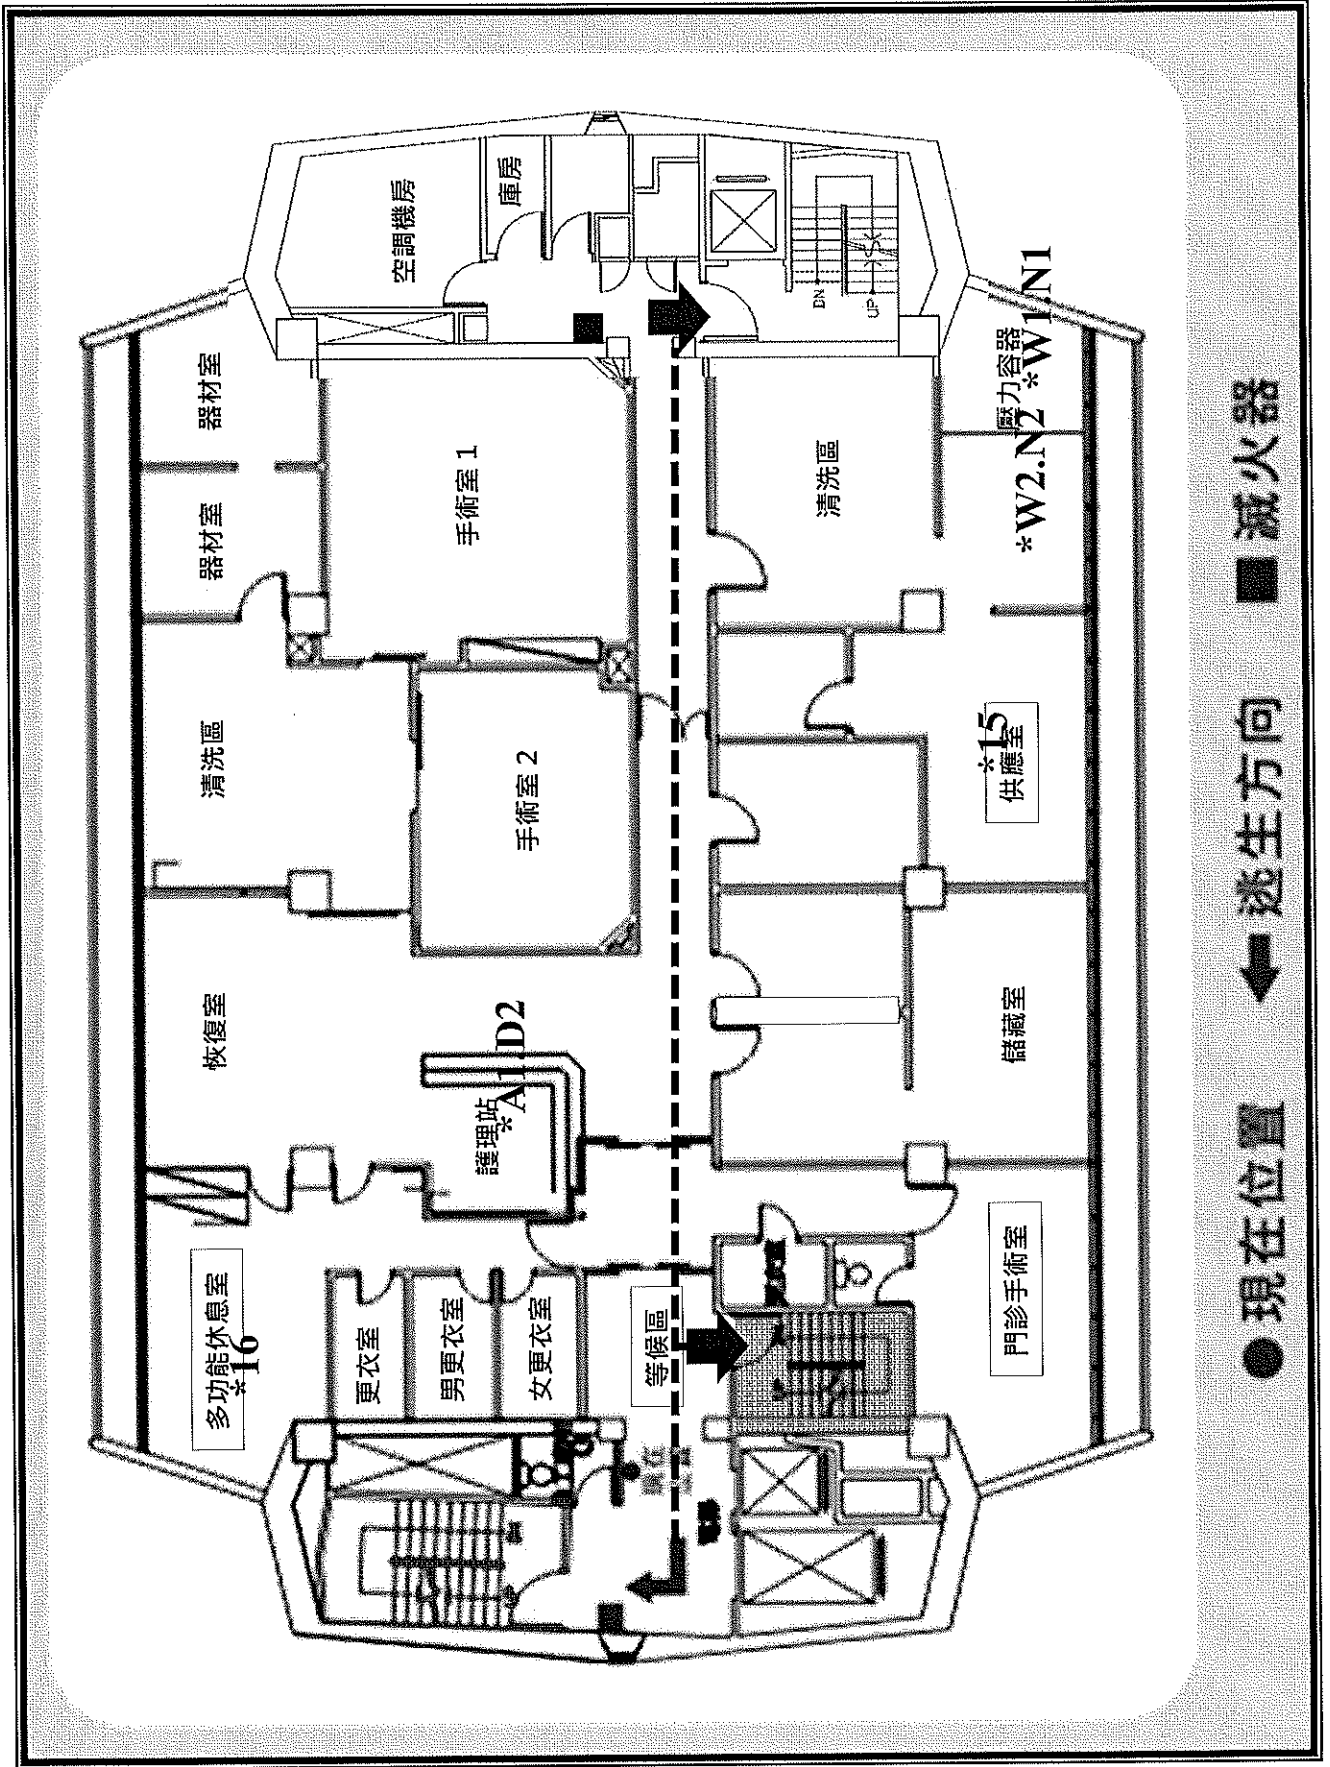 空調機房
庫房
DN
UP
器材室
器材室
手術室 1
清洗區
壓力容器
*W1.N1
*W2.N2
清洗區
手術室 2
*15
供應室
恢復室
護理站
*A1.D2
儲藏室
多功能休息室
*16
更衣室
男更衣室
女更衣室
等候區
門診手術室
現在
位置
● 現在位置 ← 逃生方向 ■ 滅火器